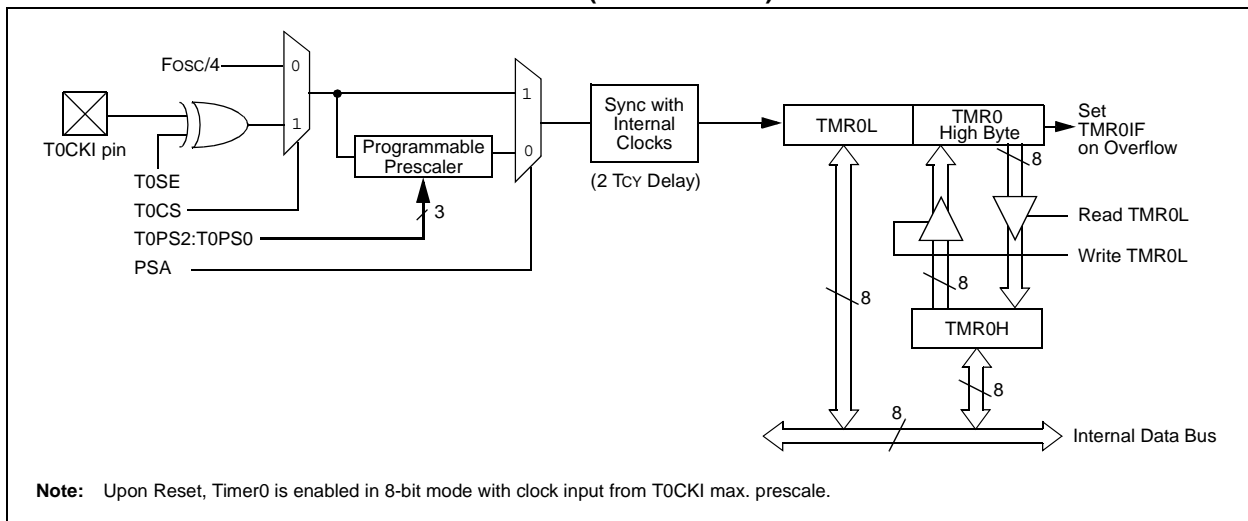 Fosc/4
0
1
T0CKI pin
T0SE
T0CS
T0PS2:T0PS0
PSA
Programmable
Prescaler
3
1
0
Sync with
Internal
Clocks
(2 TCY Delay)
TMR0L
TMR0
High Byte
Set
TMR0IF
on Overflow
8
Read TMR0L
Write TMR0L
8
8
TMR0H
8
8
Internal Data Bus
Note: Upon Reset, Timer0 is enabled in 8-bit mode with clock input from T0CKI max. prescale.